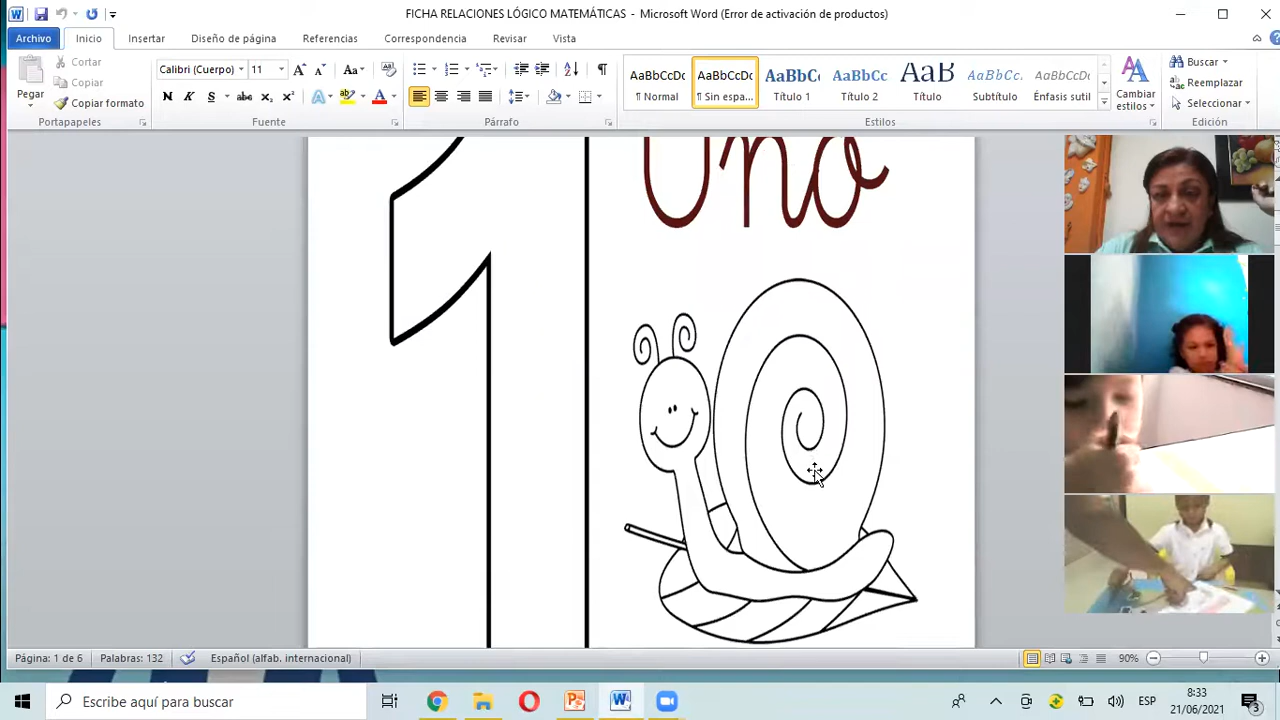 FICHA RELACIONES LÓGICO MATEMÁTICAS - Microsoft Word (Error de activación de productos)
Archivo Inicio Insertar Diseño de página Referencias Correspondencia Revisar Vista
Pegar
Cortar
Copiar
Copiar formato
Portapapeles
Calibri (Cuerpo) 11
N K S abc x₂ x²
Fuente
Párrafo
AaBbCcDc AaBbCcDc AaBbCc AaBbCc AaB AaBbCc. AaBbCcDc
¶ Normal ¶ Sin espa... Título 1 Título 2 Título Subtítulo Énfasis sutil
Cambiar estilos
Estilos
Buscar
Reemplazar
Seleccionar
Edición
1
Uno
Página: 1 de 6 Palabras: 132 Español (alfab. internacional) 90%
Escribe aquí para buscar
ESP
8:33
21/06/2021
3